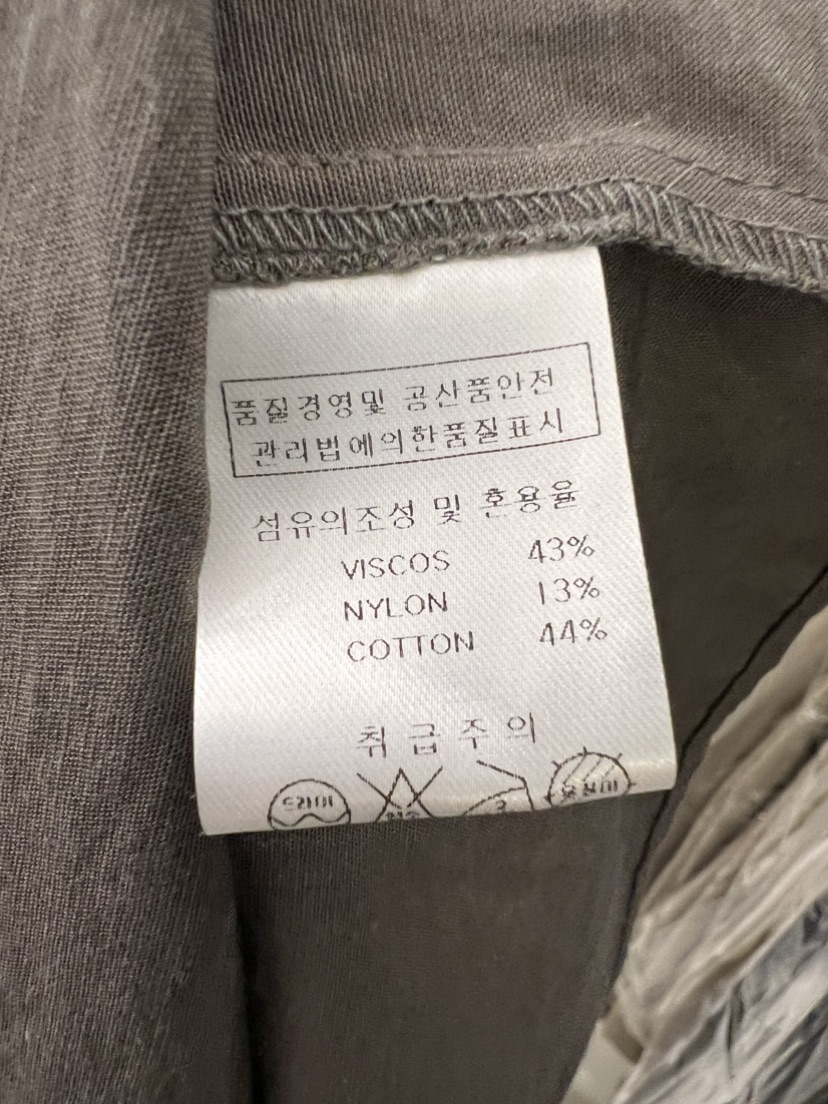 품질경영및 공산품안전
관리법에의한품질표시
섬유의조성 및 혼용율
VISCOS 43%
NYLON 13%
COTTON 44%
취 급 주 의
드라이